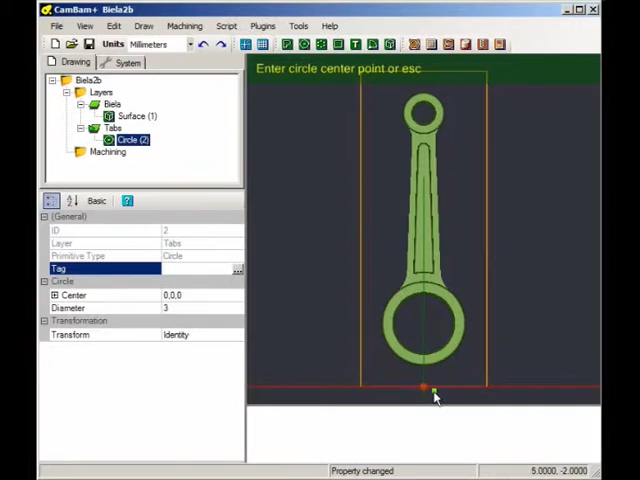 CamBam+ Biela2b
File View Edit Draw Machining Script Plugins Tools Help
Units Millimeters
Drawing System
Enter circle center point or esc
Biela2b
Layers
Biela
Surface (1)
Tabs
Circle (2)
Machining
Basic
(General)
ID 2
Layer Tabs
Primitive Type Circle
Tag
Circle
Center 0,0,0
Diameter 3
Transformation
Transform Identity
Property changed 5.0000, -2.0000